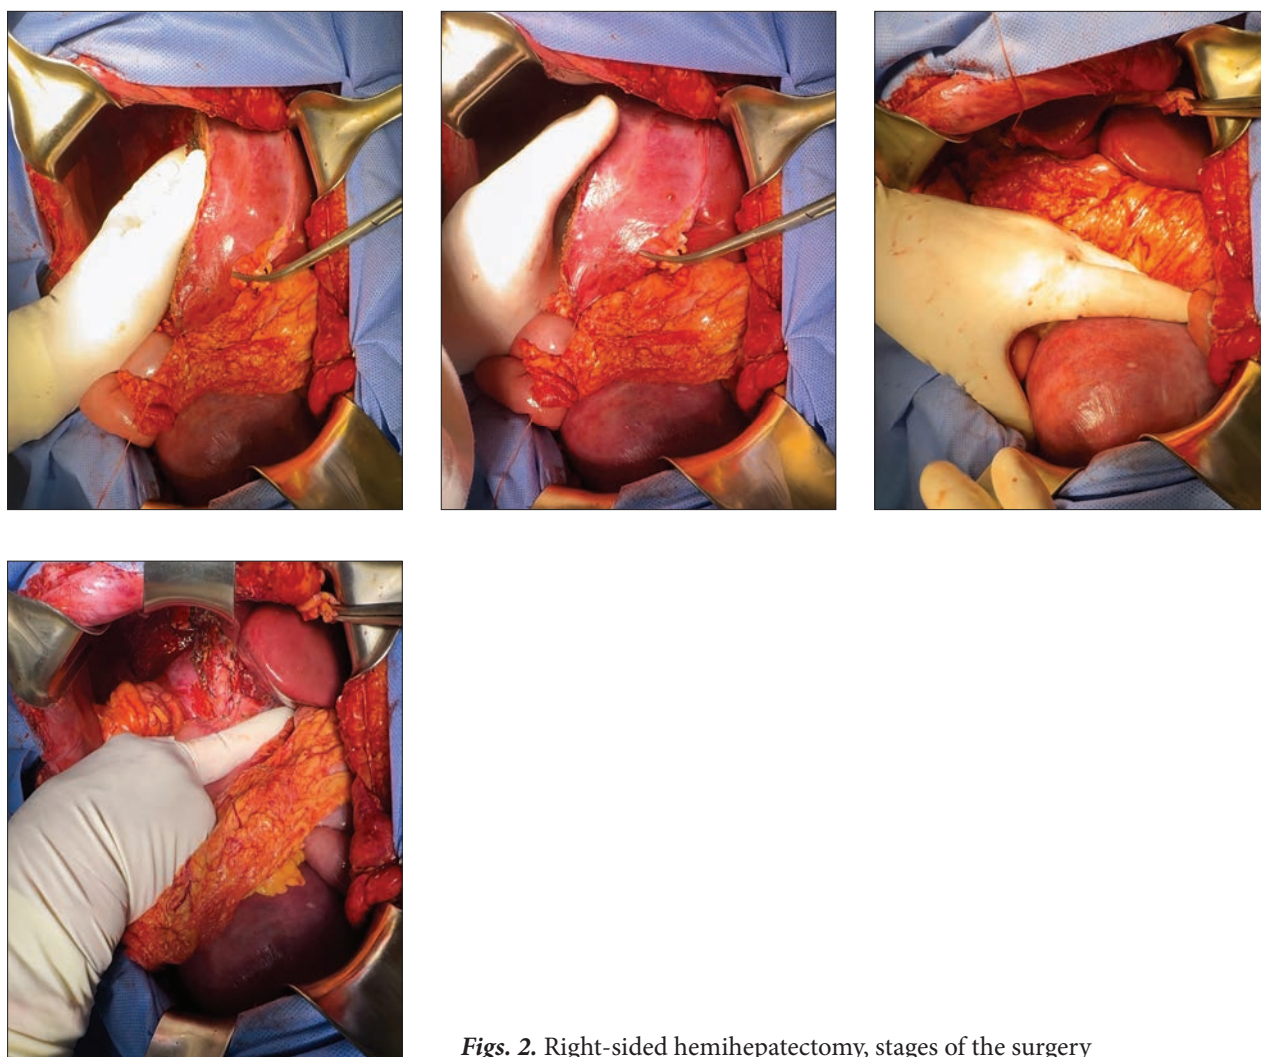 Figs. 2. Right-sided hemihepatectomy, stages of the surgery